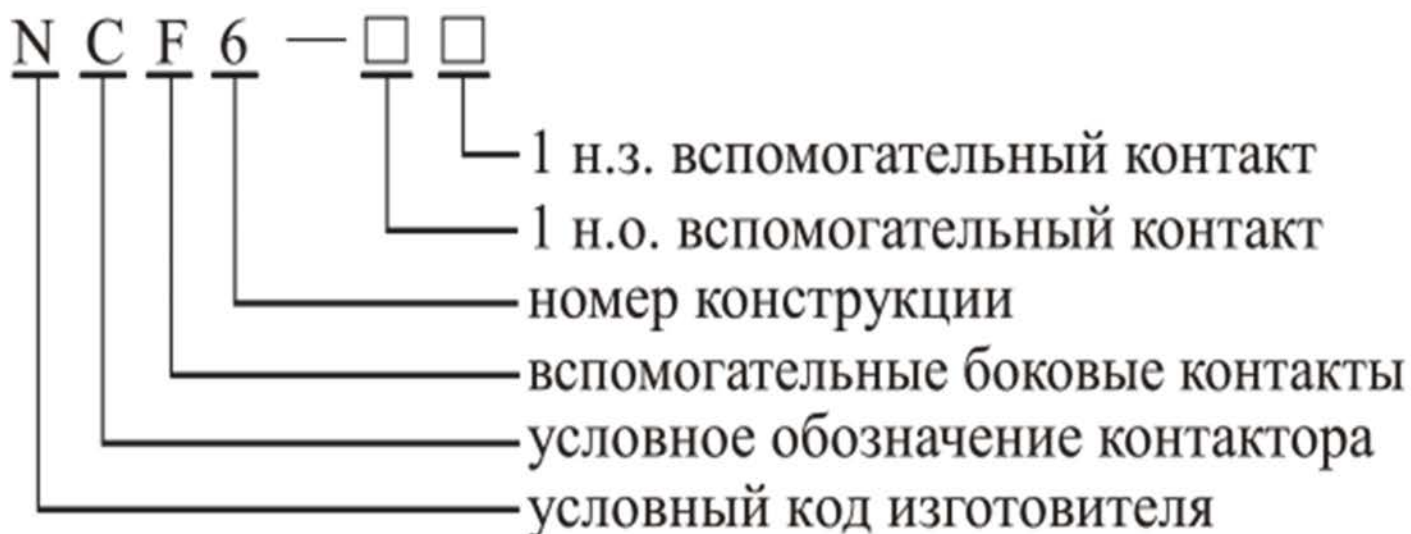 N C F 6 — □ □
1 н.з. вспомогательный контакт
1 н.о. вспомогательный контакт
номер конструкции
вспомогательные боковые контакты
условное обозначение контактора
условный код изготовителя